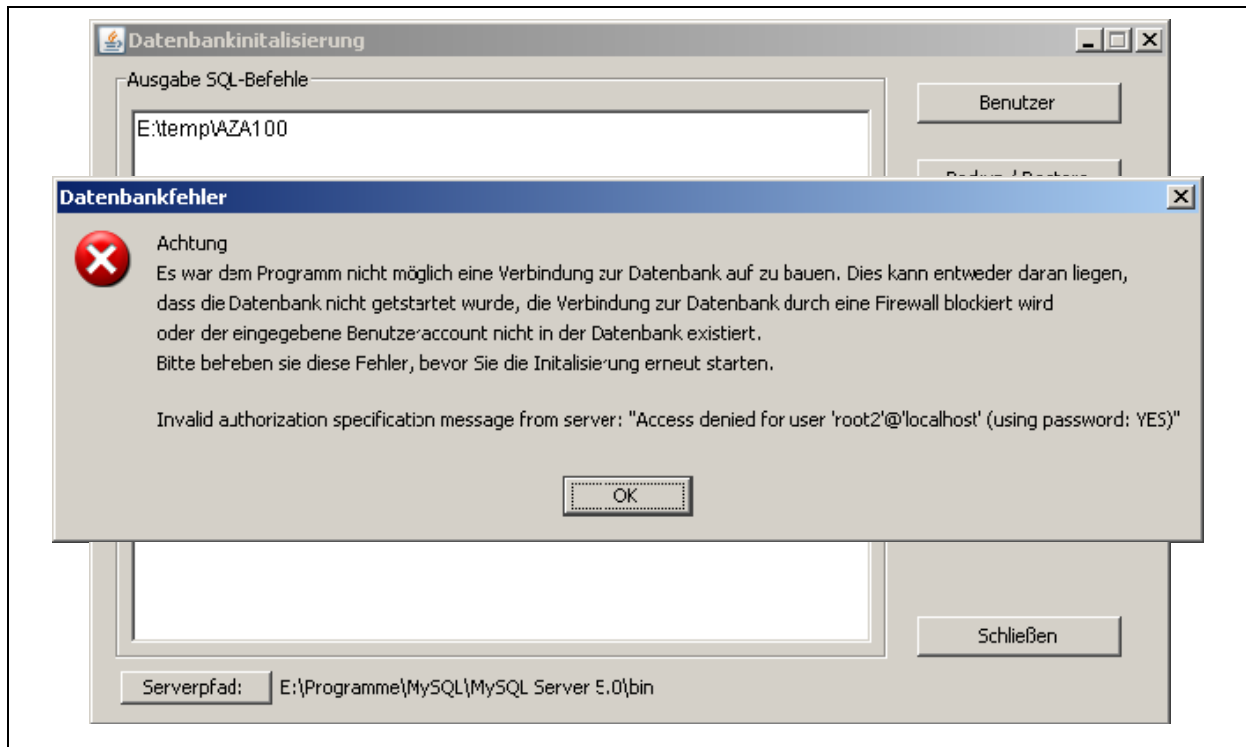 Datenbankinitalisierung
Ausgabe SQL-Befehle
Benutzer
E:\temp\AZA100
Datenbankfehler
Achtung
Es war dem Programm nicht möglich eine Verbindung zur Datenbank auf zu bauen. Dies kann entweder daran liegen,
dass die Datenbank nicht getstartet wurde, die Verbindung zur Datenbank durch eine Firewall blockiert wird
oder der eingegebene Benutzeraccount nicht in der Datenbank existiert.
Bitte beheben sie diese Fehler, bevor Sie die Initalisierung erneut starten.
Invalid authorization specification message from server: "Access denied for user 'root2'@'localhost' (using password: YES)"
OK
Schließen
Serverpfad: E:\Programme\MySQL\MySQL Server 5.0\bin